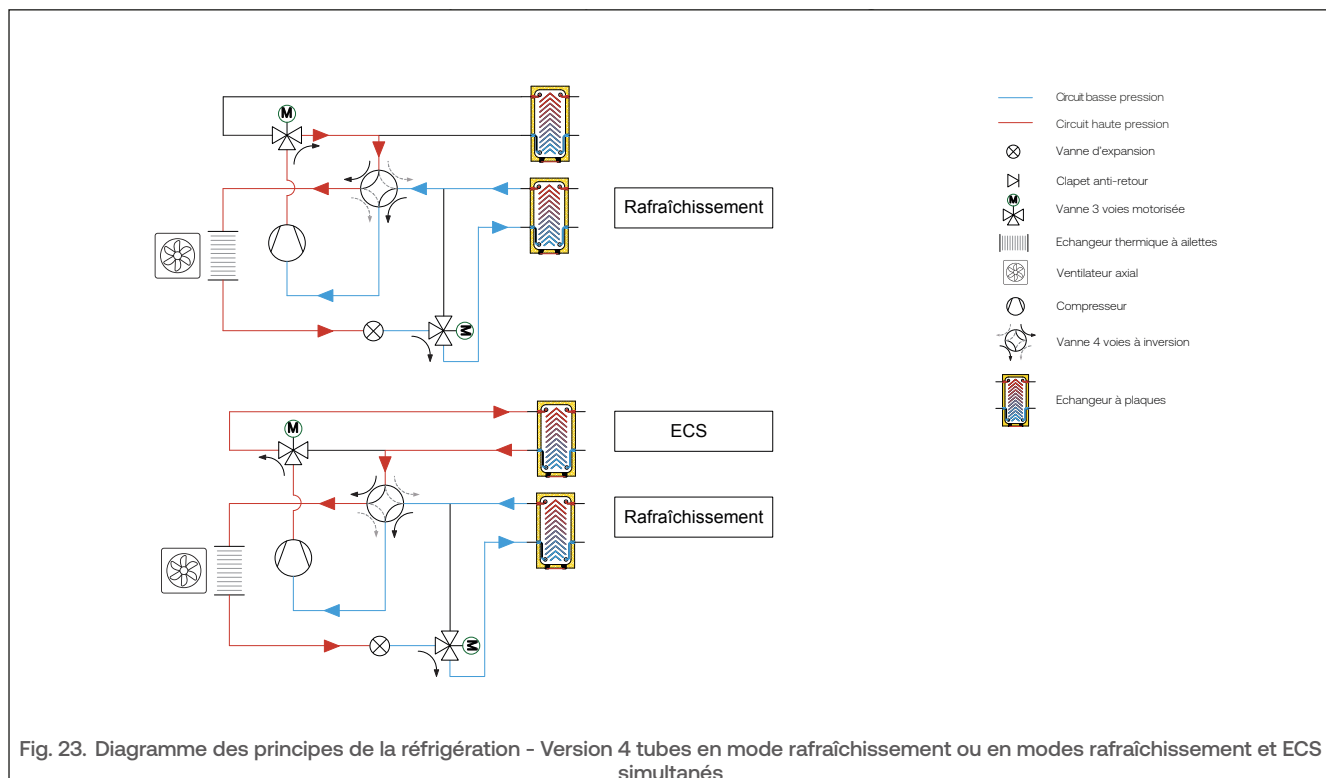 M
Rafraîchissement
M
M
ECS
Rafraîchissement
M
Circuit basse pression
Circuit haute pression
Vanne d'expansion
Clapet anti-retour
M
Vanne 3 voies motorisée
Echangeur thermique à ailettes
Ventilateur axial
Compresseur
Vanne 4 voies à inversion
Echangeur à plaques
Fig. 23. Diagramme des principes de la réfrigération - Version 4 tubes en mode rafraîchissement ou en modes rafraîchissement et ECS
simultanés